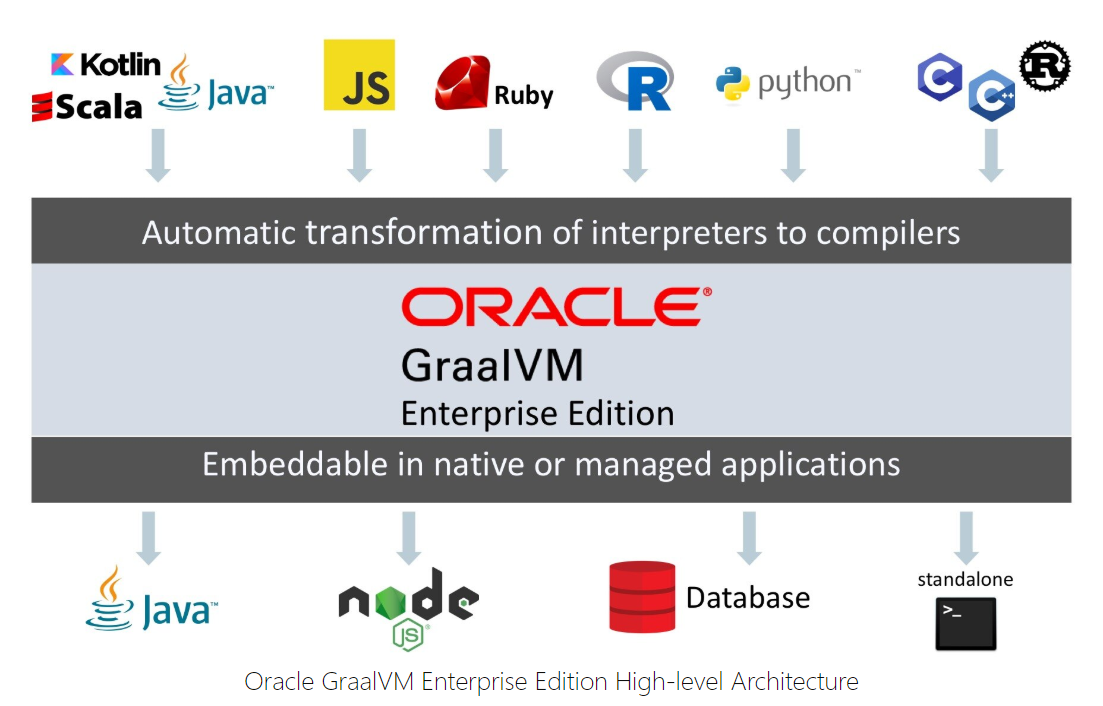 Kotlin
Scala
Java™
JS
Ruby
R
python™
C
C++
R
Automatic transformation of interpreters to compilers
ORACLE®
GraalVM
Enterprise Edition
Embeddable in native or managed applications
Java™
node
JS®
Database
standalone
>_
Oracle GraalVM Enterprise Edition High-level Architecture